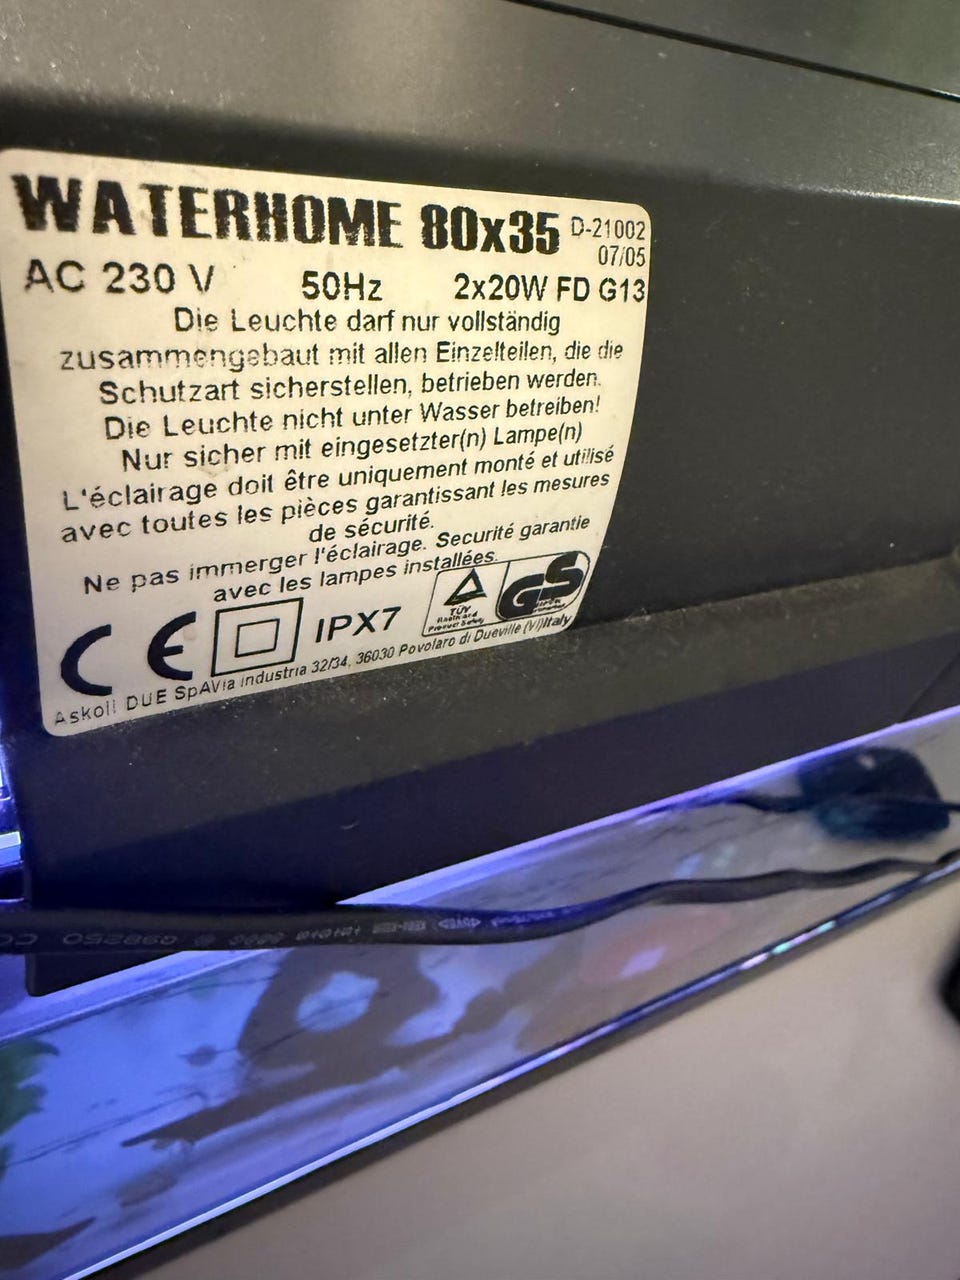 WATERHOME 80x35 D-21002
07/05
AC 230 V 50Hz 2x20W FD G13
Die Leuchte darf nur vollständig
zusammengebaut mit allen Einzelteilen, die die
Schutzart sicherstellen, betrieben werden.
Die Leuchte nicht unter Wasser betreiben!
Nur sicher mit eingesetzter(n) Lampe(n)
L'éclairage doit être uniquement monté et utilisé
avec toutes les pièces garantissant les mesures
de sécurité.
Ne pas immerger l'éclairage. Securité garantie
avec les lampes installées.
CE IPX7 TÜV Rheinland Product Safety GS
Askoll DUE SpAVia industria 32/34, 36030 Povolaro di Dueville (VI)Italy